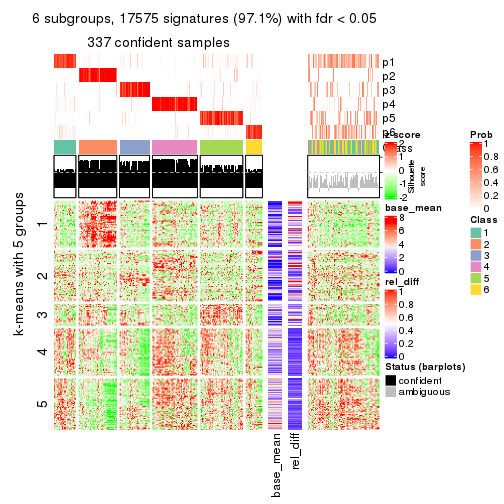 6 subgroups, 17575 signatures (97.1%) with fdr < 0.05
337 confident samples
p1
p2
p3
p4
p5
p6
Class
Silhouette
score
k-means with 5 groups
1
2
3
4
5
base_mean
rel_diff
z_score
2
1
0
-1
-2
base_mean
8
6
4
2
0
rel_diff
1
0.8
0.6
0.4
0.2
0
Status (barplots)
confident
ambiguous
Prob
1
0.8
0.6
0.4
0.2
0
Class
1
2
3
4
5
6